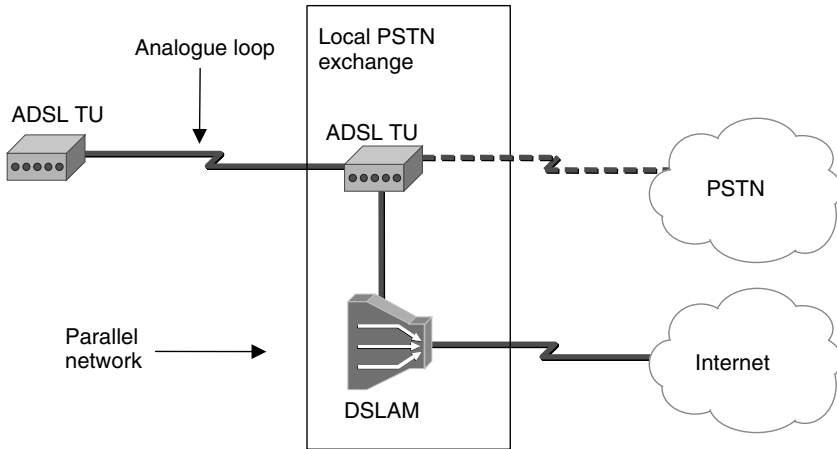 Analogue loop
Local PSTN
exchange
ADSL TU
ADSL TU
PSTN
Parallel
network
Internet
DSLAM